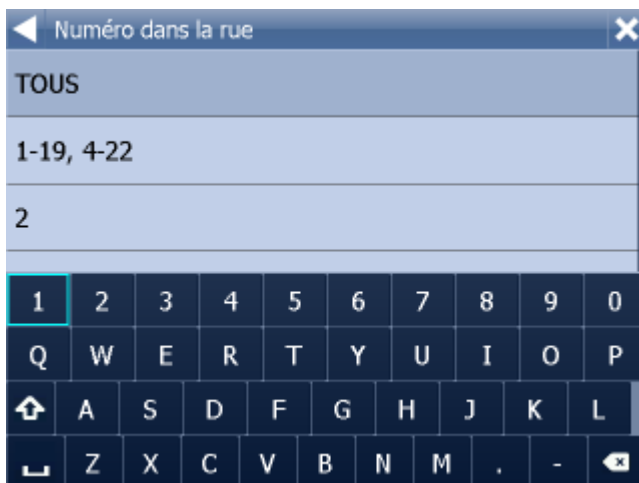 Numéro dans la rue
TOUS
1-19, 4-22
2
1 2 3 4 5 6 7 8 9 0
Q W E R T Y U I O P
A S D F G H J K L
Z X C V B N M . -